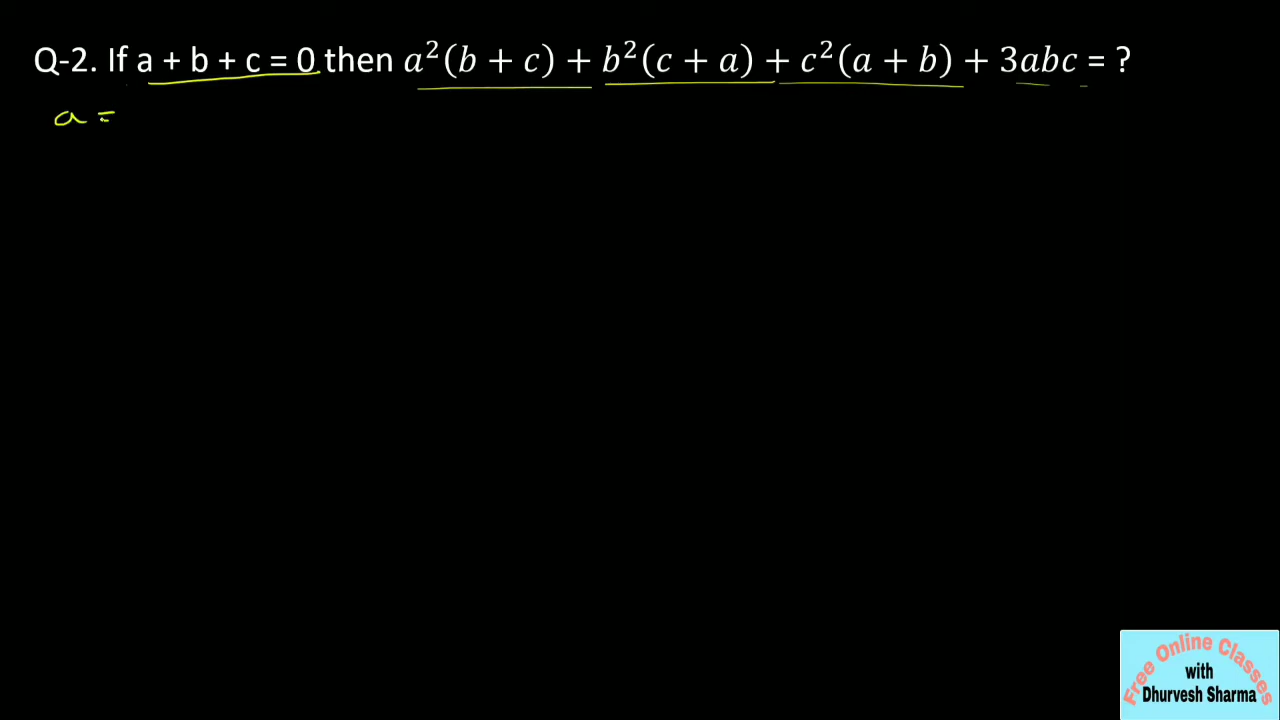 Q-2. If a + b + c = 0 then a²(b + c) + b²(c + a) + c²(a + b) + 3abc = ?
a =
Free Online Classes
with
Dhurvesh Sharma